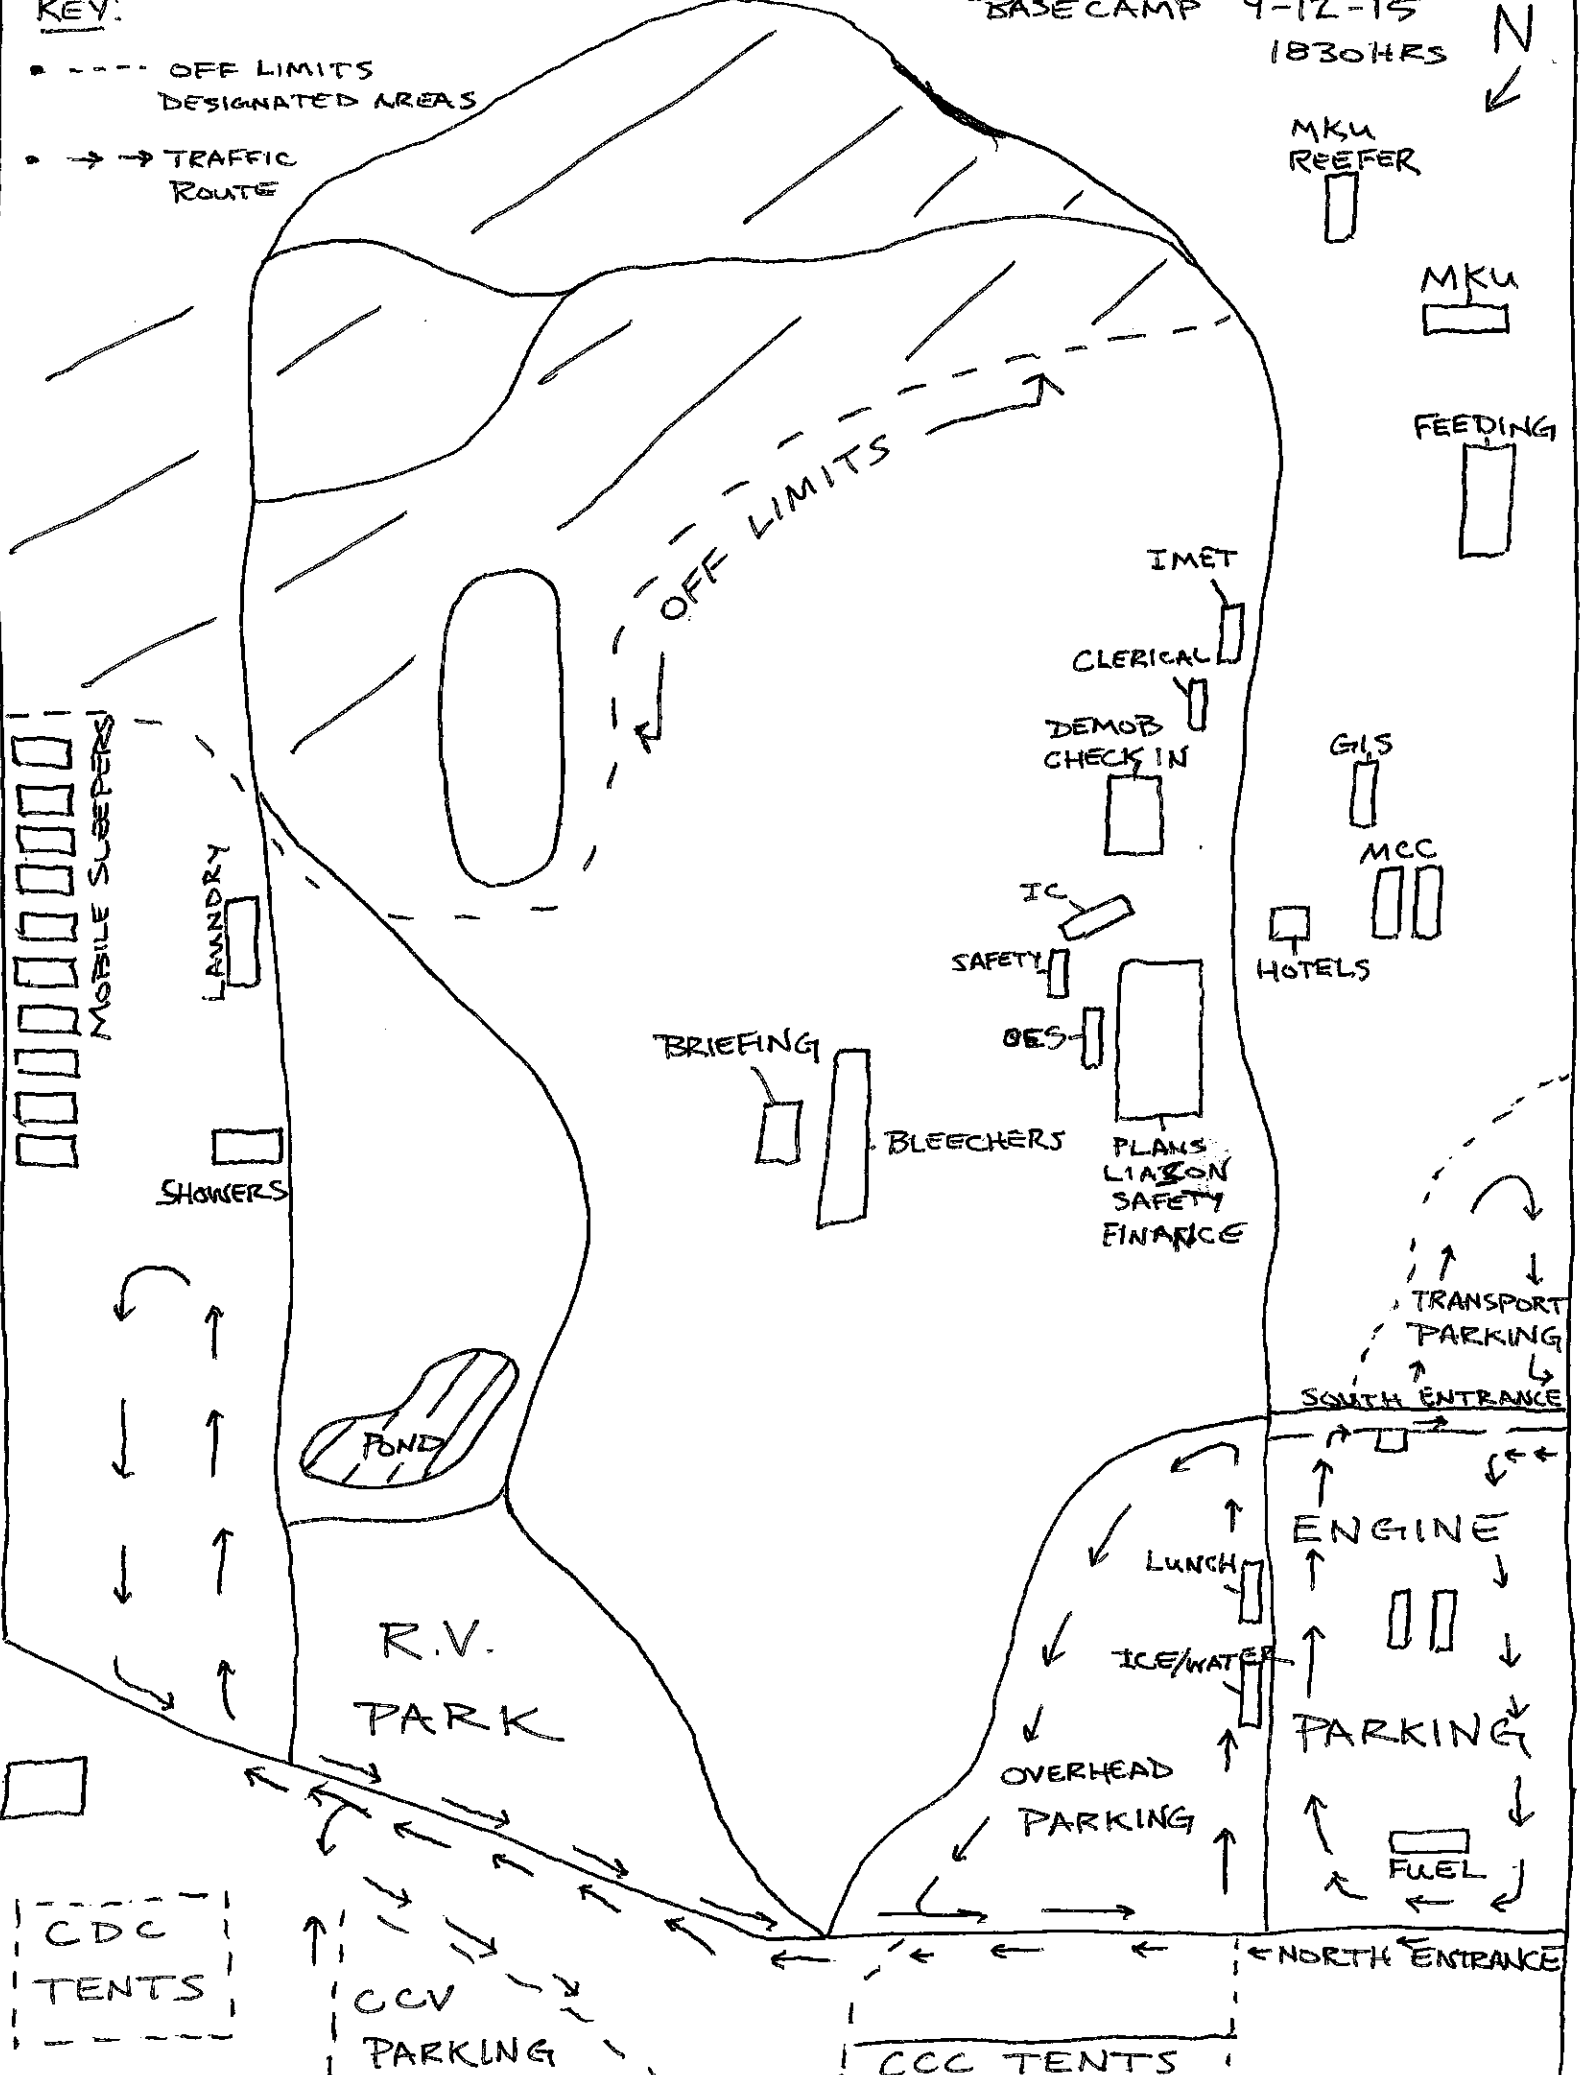 KEY:
OFF LIMITS
DESIGNATED AREAS
TRAFFIC
ROUTE
BASE CAMP 9-12-15
1830HRS
N
MKU
REEFER
MKU
FEEDING
OFF LIMITS
IMET
CLERICAL
DEMOB
CHECK IN
GIS
MCC
IC
HOTELS
SAFETY
OES
MOBILE SLEEPERS
LAUNDRY
BRIEFING
BLEECHERS
PLANS
LIASON
SAFETY
FINANCE
SHOWERS
TRANSPORT
PARKING
SOUTH ENTRANCE
POND
ENGINE
PARKING
LUNCH
ICE/WATER
R.V.
PARK
OVERHEAD
PARKING
FUEL
NORTH ENTRANCE
CDC
TENTS
CCV
PARKING
CCC TENTS